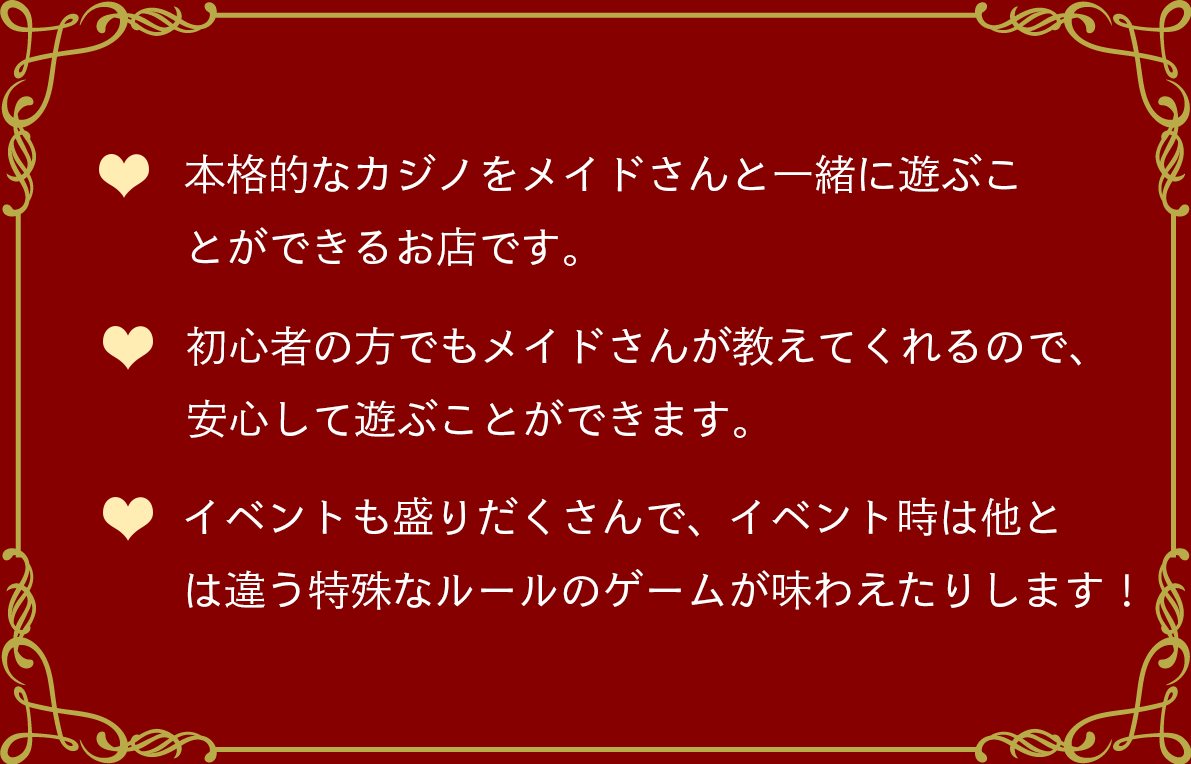 本格的なカジノをメイドさんと一緒に遊ぶこ
とができるお店です。
初心者の方でもメイドさんが教えてくれるので、
安心して遊ぶことができます。
イベントも盛りだくさんで、イベント時は他と
は違う特殊なルールのゲームが味わえたりします！